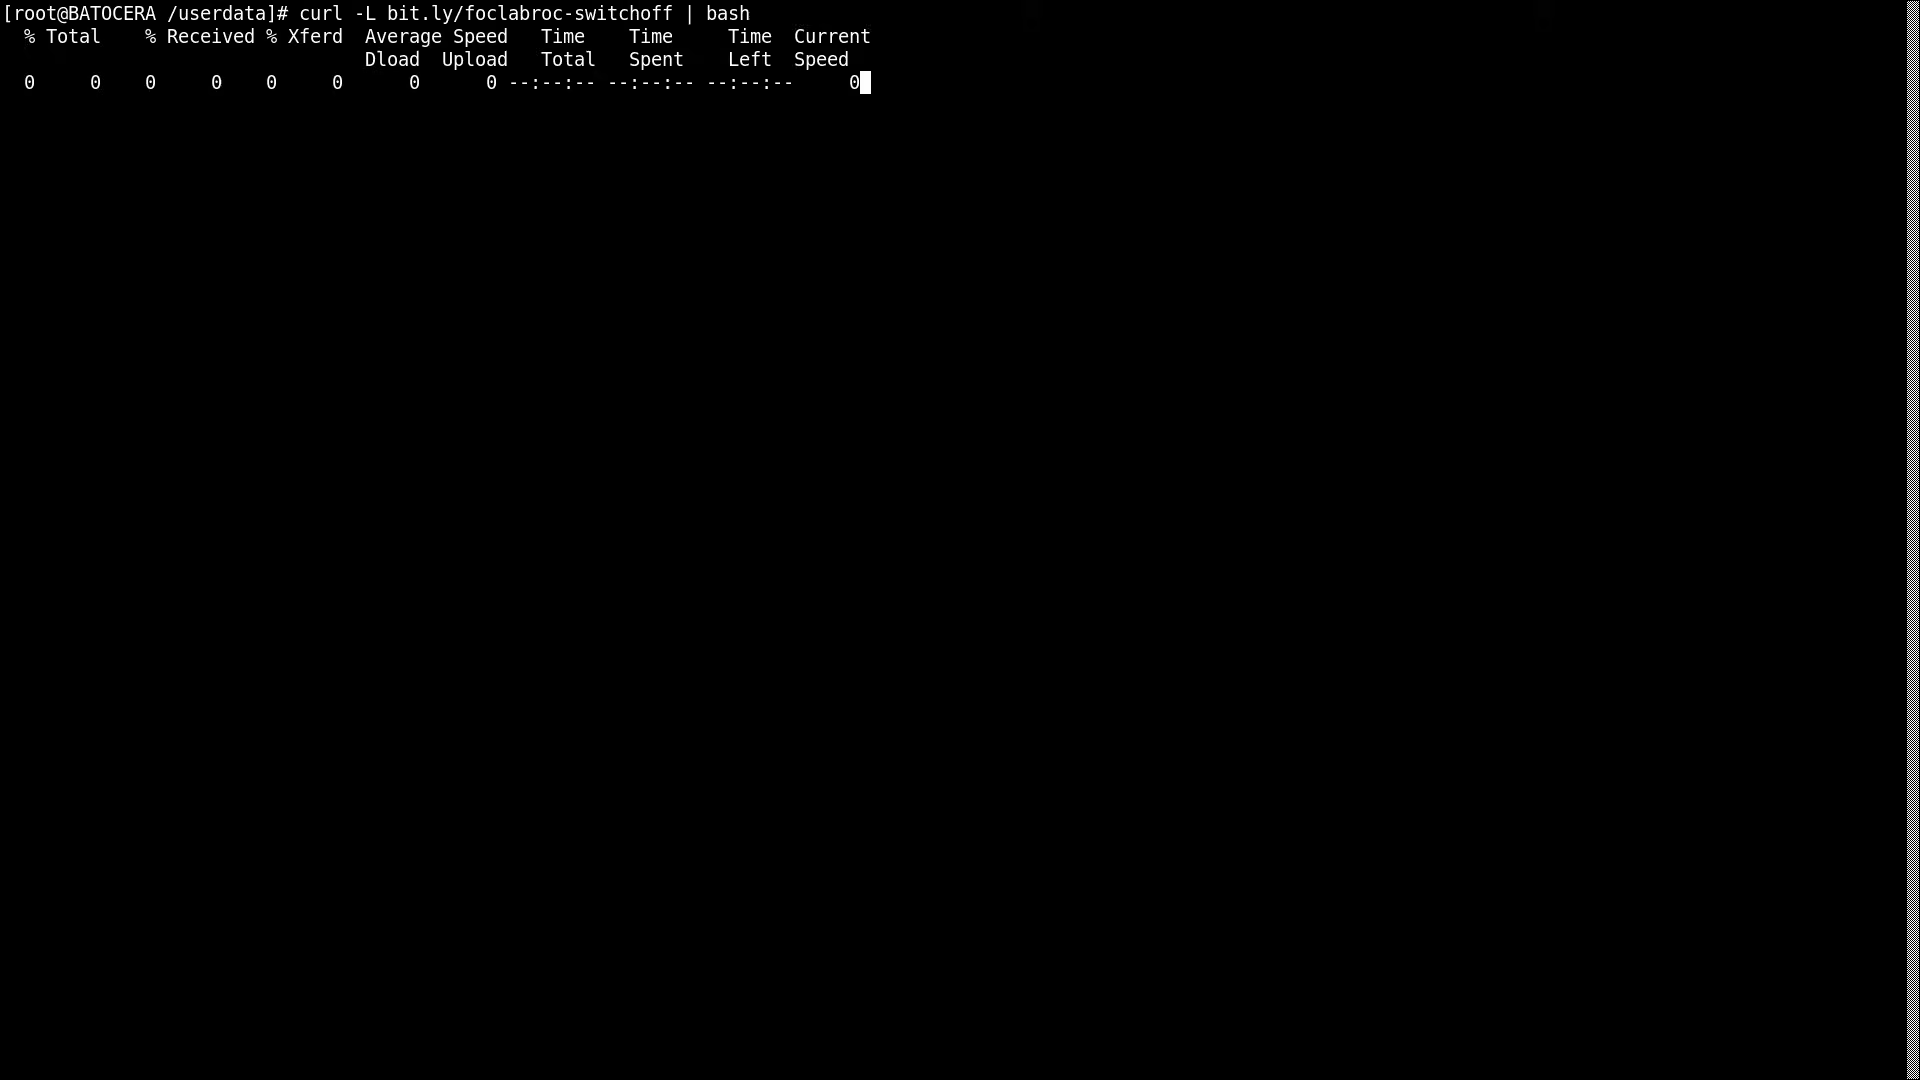 [root@BATOCERA /userdata]# curl -L bit.ly/foclabroc-switchoff | bash
  % Total    % Received % Xferd  Average Speed   Time    Time     Time  Current
                                 Dload  Upload   Total   Spent    Left  Speed
  0     0    0     0    0     0      0      0 --:--:-- --:--:-- --:--:--     0